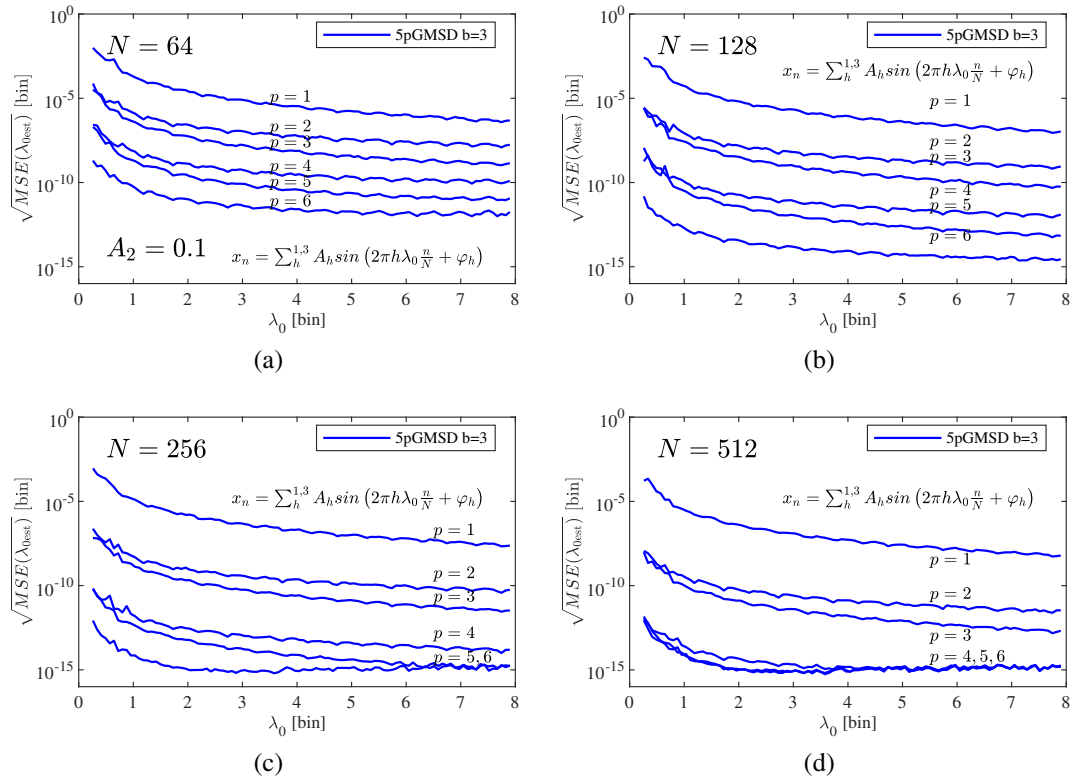 10^0
10^-5
10^-10
10^-15
√MSE(λ_0est) [bin]
N = 64
5pGMSD b=3
p = 1
p = 2
p = 3
p = 4
p = 5
p = 6
A_2 = 0.1
x_n = ∑_h^{1,3} A_h sin (2πhλ_0 n/N + φ_h)
0 1 2 3 4 5 6 7 8
λ_0 [bin]
(a)
10^0
10^-5
10^-10
10^-15
√MSE(λ_0est) [bin]
N = 128
5pGMSD b=3
x_n = ∑_h^{1,3} A_h sin (2πhλ_0 n/N + φ_h)
p = 1
p = 2
p = 3
p = 4
p = 5
p = 6
0 1 2 3 4 5 6 7 8
λ_0 [bin]
(b)
10^0
10^-5
10^-10
10^-15
√MSE(λ_0est) [bin]
N = 256
5pGMSD b=3
x_n = ∑_h^{1,3} A_h sin (2πhλ_0 n/N + φ_h)
p = 1
p = 2
p = 3
p = 4
p = 5, 6
0 1 2 3 4 5 6 7 8
λ_0 [bin]
(c)
10^0
10^-5
10^-10
10^-15
√MSE(λ_0est) [bin]
N = 512
5pGMSD b=3
x_n = ∑_h^{1,3} A_h sin (2πhλ_0 n/N + φ_h)
p = 1
p = 2
p = 3
p = 4, 5, 6
0 1 2 3 4 5 6 7 8
λ_0 [bin]
(d)